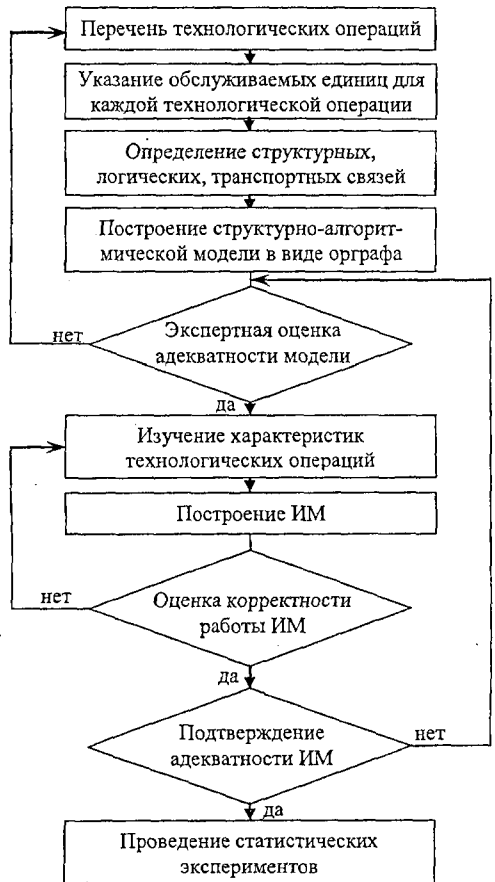 Перечень технологических операций
Указание обслуживаемых единиц для
каждой технологической операции
Определение структурных,
логических, транспортных связей
Построение структурно-алгорит-
мической модели в виде орграфа
нет
Экспертная оценка
адекватности модели
да
Изучение характеристик
технологических операций
Построение ИМ
нет
Оценка корректности
работы ИМ
да
Подтверждение
адекватности ИМ
нет
да
Проведение статистических
экспериментов